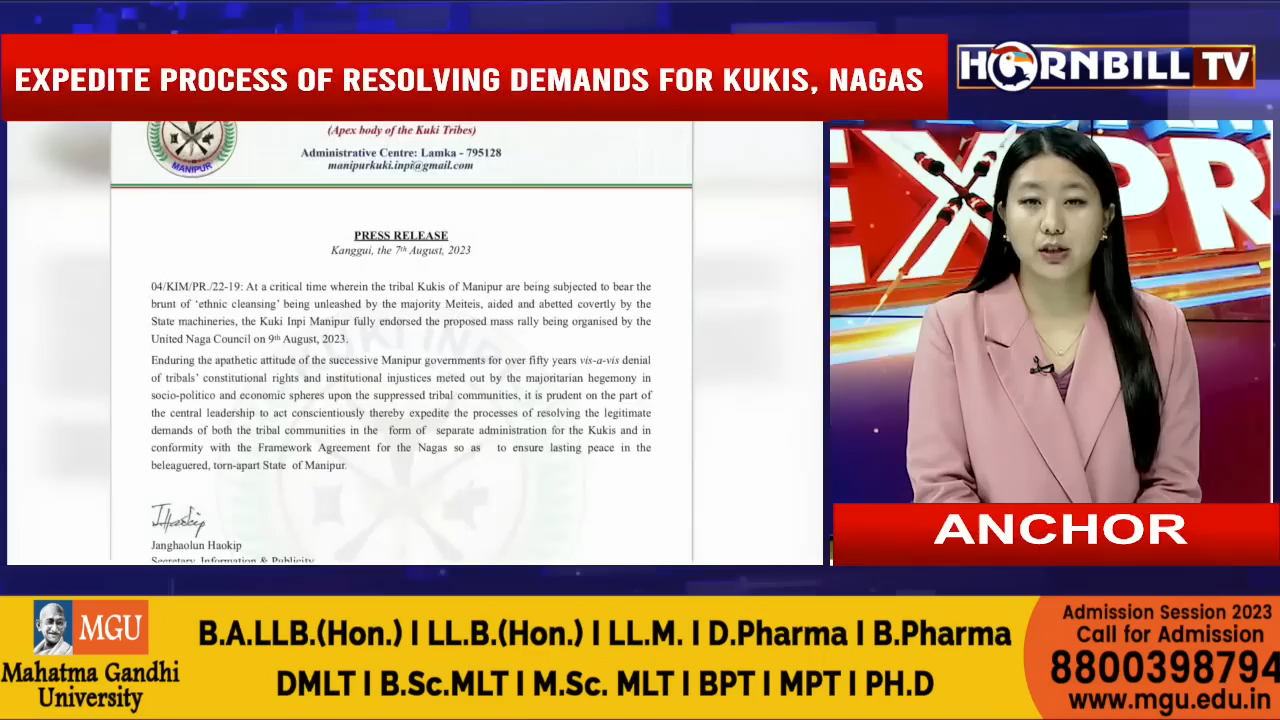 EXPEDITE PROCESS OF RESOLVING DEMANDS FOR KUKIS, NAGAS
HORNBILL TV
MANIPUR
(Apex body of the Kuki Tribes)
Administrative Centre: Lamka - 795128
manipurkuki.inpi@gmail.com
PRESS RELEASE
Kanggui, the 7th August, 2023
04/KIM/PR./22-19: At a critical time wherein the tribal Kukis of Manipur are being subjected to bear the
brunt of ‘ethnic cleansing’ being unleashed by the majority Meiteis, aided and abetted covertly by the
State machineries, the Kuki Inpi Manipur fully endorsed the proposed mass rally being organised by the
United Naga Council on 9th August, 2023.
Enduring the apathetic attitude of the successive Manipur governments for over fifty years vis-a-vis denial
of tribals’ constitutional rights and institutional injustices meted out by the majoritarian hegemony in
socio-politico and economic spheres upon the suppressed tribal communities, it is prudent on the part of
the central leadership to act conscientiously thereby expedite the processes of resolving the legitimate
demands of both the tribal communities in the form of separate administration for the Kukis and in
conformity with the Framework Agreement for the Nagas so as to ensure lasting peace in the
beleaguered, torn-apart State of Manipur.
Janghaolun Haokip
Secretary, Information & Publicity
EXPR
ANCHOR
MGU
Mahatma Gandhi
University
B.A.LLB.(Hon.) I LL.B.(Hon.) I LL.M. I D.Pharma I B.Pharma
DMLT I B.Sc.MLT I M.Sc. MLT I BPT I MPT I PH.D
Admission Session 2023
Call for Admission
8800398794
www.mgu.edu.in